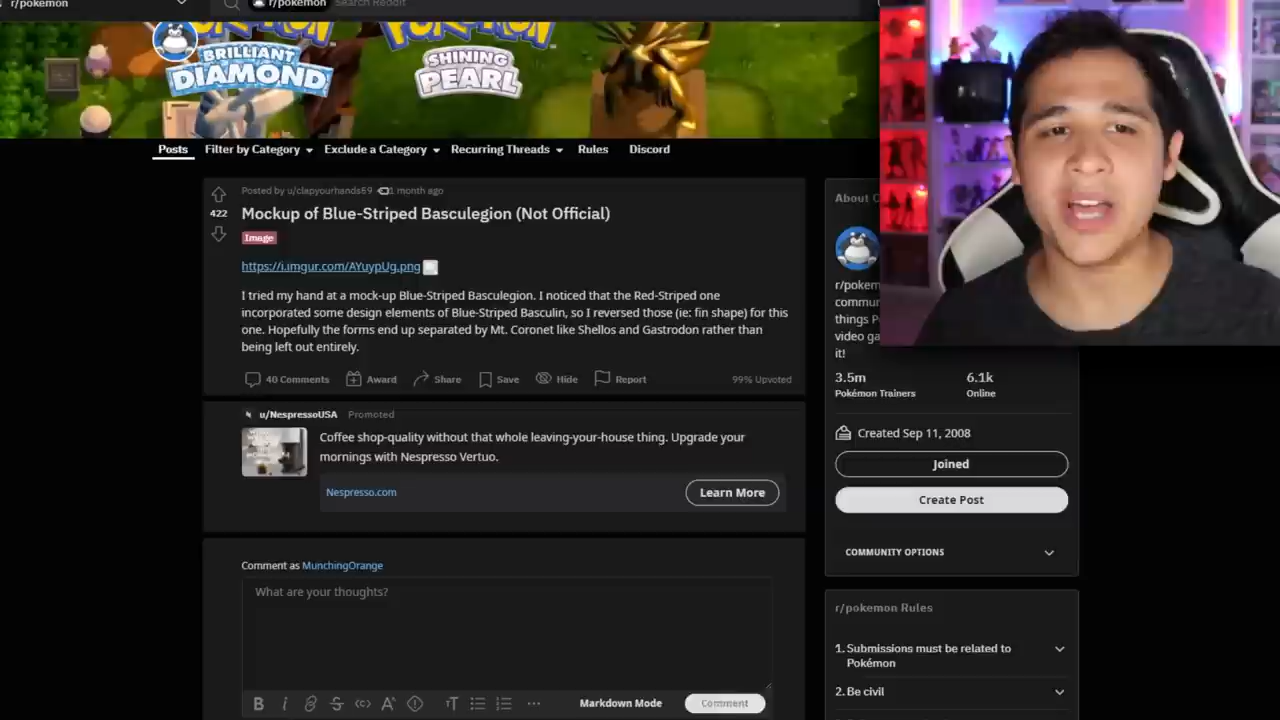 r/pokemon
r/pokemon Search Reddit
BRILLIANT
DIAMOND
SHINING
PEARL
Posts Filter by Category Exclude a Category Recurring Threads Rules Discord
Posted by u/clapyourhands59 1 month ago
422
Mockup of Blue-Striped Basculegion (Not Official)
Image
https://i.imgur.com/AYuypUg.png
I tried my hand at a mock-up Blue-Striped Basculegion. I noticed that the Red-Striped one
incorporated some design elements of Blue-Striped Basculin, so I reversed those (ie: fin shape) for this
one. Hopefully the forms end up separated by Mt. Coronet like Shellos and Gastrodon rather than
being left out entirely.
40 Comments Award Share Save Hide Report 99% Upvoted
u/NespressoUSA Promoted
Coffee shop-quality without that whole leaving-your-house thing. Upgrade your
mornings with Nespresso Vertuo.
Nespresso.com Learn More
Comment as MunchingOrange
What are your thoughts?
B i Markdown Mode Comment
About
r/pokem
commun
things P
video ga
it!
3.5m 6.1k
Pokémon Trainers Online
Created Sep 11, 2008
Joined
Create Post
COMMUNITY OPTIONS
r/pokemon Rules
1. Submissions must be related to
Pokémon
2. Be civil